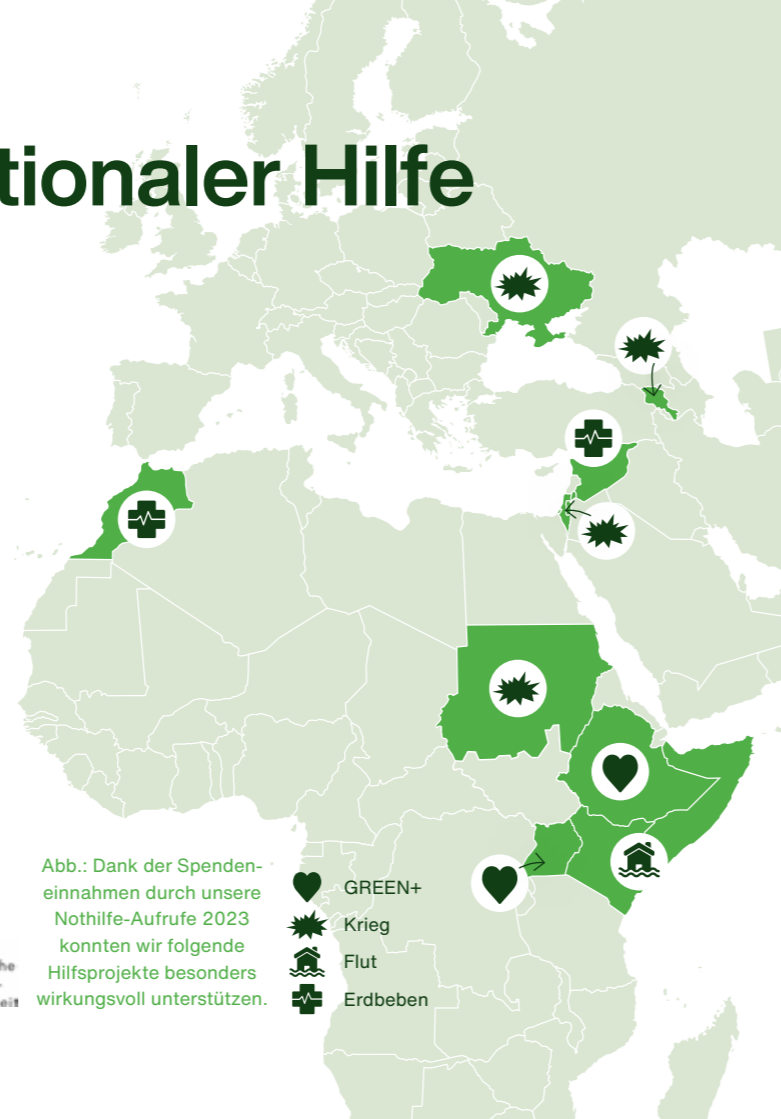 tionaler Hilfe
Abb.: Dank der Spenden-
einnahmen durch unsere
Nothilfe-Aufrufe 2023
konnten wir folgende
Hilfsprojekte besonders
wirkungsvoll unterstützen.
GREEN+
Krieg
Flut
Erdbeben